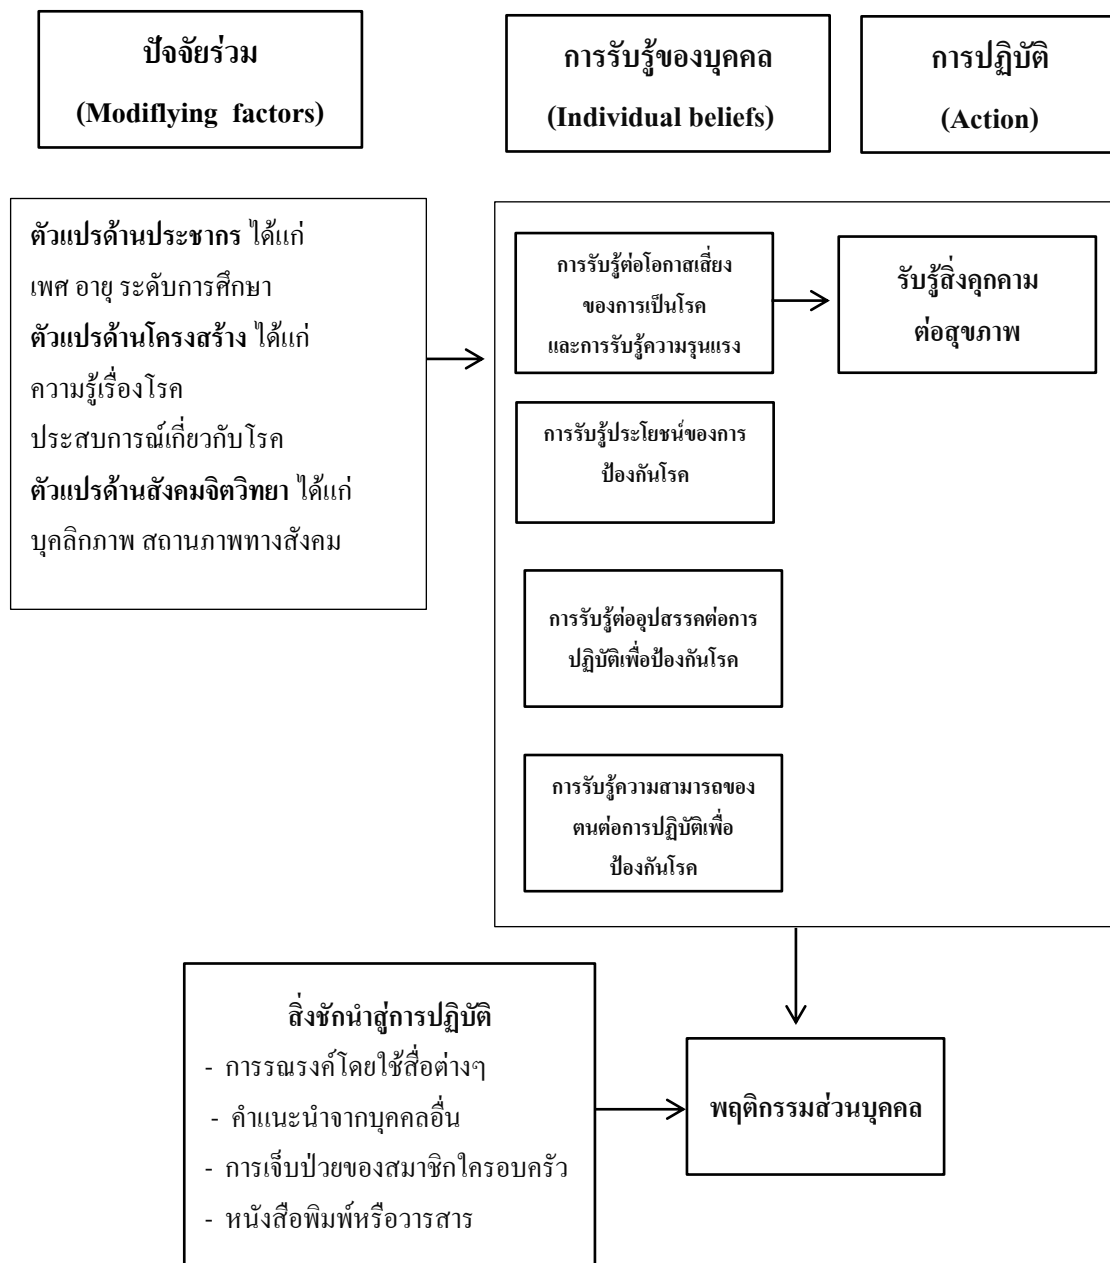 ปัจจัยร่วม
(Modiflying factors)
การรับรู้ของบุคคล
(Individual beliefs)
การปฏิบัติ
(Action)
ตัวแปรด้านประชากร ได้แก่
เพศ อายุ ระดับการศึกษา
ตัวแปรด้านโครงสร้าง ได้แก่
ความรู้เรื่องโรค
ประสบการณ์เกี่ยวกับโรค
ตัวแปรด้านสังคมจิตวิทยา ได้แก่
บุคลิกภาพ สถานภาพทางสังคม
การรับรู้ต่อโอกาสเสี่ยง
ของการเป็นโรค
และการรับรู้ความรุนแรง
รับรู้สิ่งคุกคาม
ต่อสุขภาพ
การรับรู้ประโยชน์ของการ
ป้องกันโรค
การรับรู้ต่ออุปสรรคต่อการ
ปฏิบัติเพื่อป้องกันโรค
การรับรู้ความสามารถของ
ตนต่อการปฏิบัติเพื่อ
ป้องกันโรค
สิ่งชักนำสู่การปฏิบัติ
- การรณรงค์โดยใช้สื่อต่างๆ
- คำแนะนำจากบุคคลอื่น
- การเจ็บป่วยของสมาชิกใครอบครัว
- หนังสือพิมพ์หรือวารสาร
พฤติกรรมส่วนบุคคล